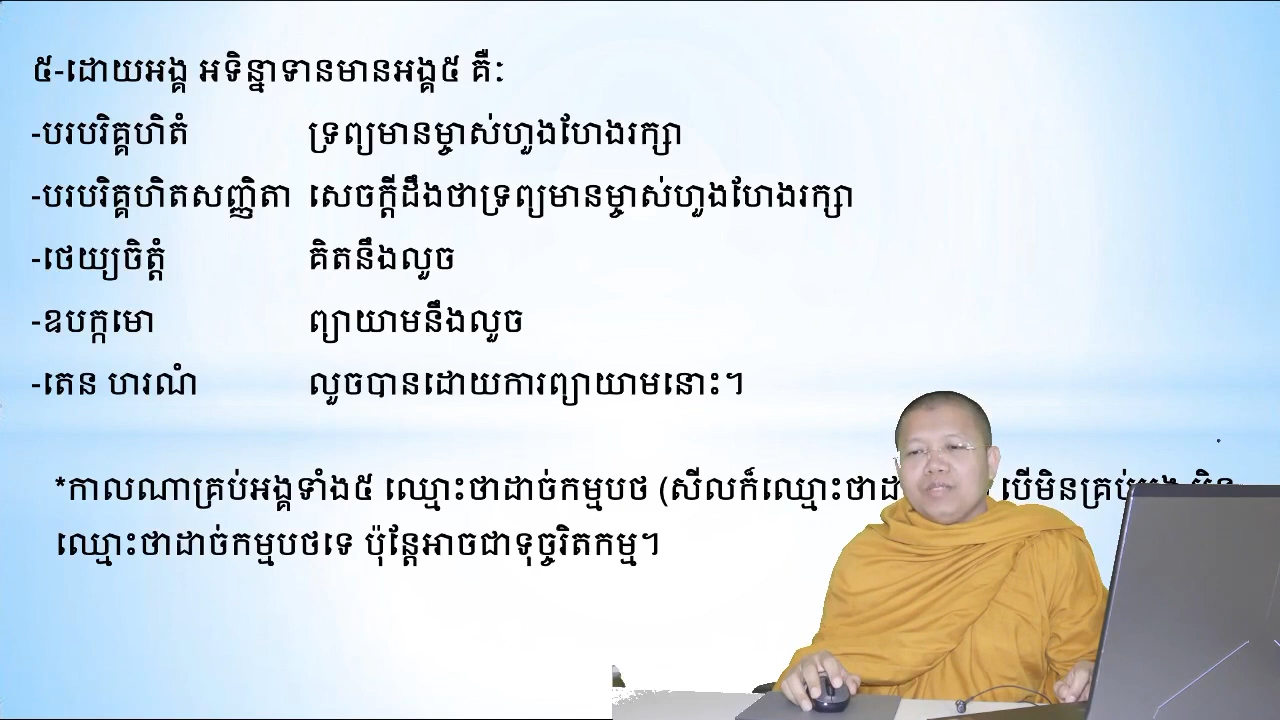 ៥-ដោយអង្គ អទិន្នាទានមានអង្គ៥ គឺៈ
-បរបរិគ្គហិតំ ទ្រព្យមានម្ចាស់ហួងហែងរក្សា
-បរបរិគ្គហិតសញ្ញិតា សេចក្ដីដឹងថាទ្រព្យមានម្ចាស់ហួងហែងរក្សា
-ថេយ្យចិត្តំ គិតនឹងលួច
-ឧបក្កមោ ព្យាយាមនឹងលួច
-តេន ហរណំ លួចបានដោយការព្យាយាមនោះ។
*កាលណាគ្រប់អង្គទាំង៥ ឈ្មោះថាដាច់កម្មបថ (សីលក៏ឈ្មោះថា បើមិនគ្រប់
ឈ្មោះថាដាច់កម្មបថទេ ប៉ុន្តែអាចជាទុច្ចរិតកម្ម។